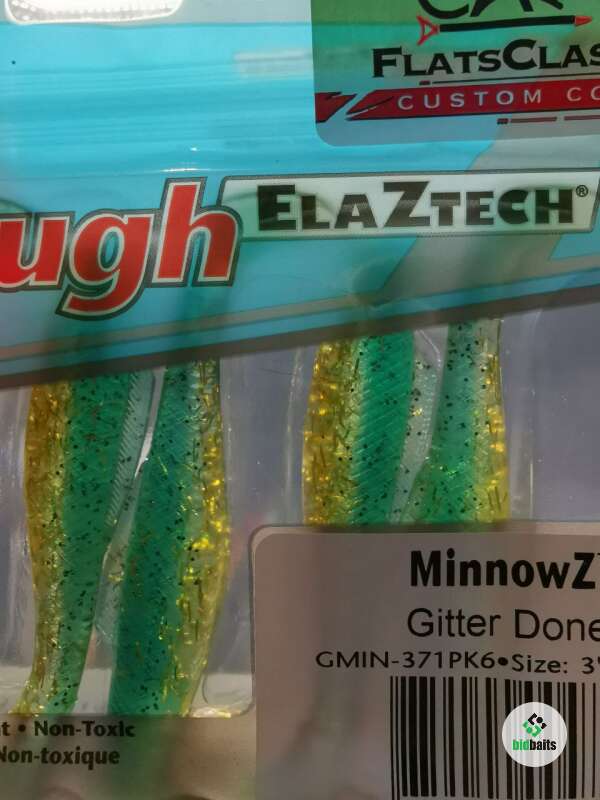 FLATSCLAS
CUSTOM CO
ugh ELAZTECH®
MinnowZ
Gitter Done
GMIN-371PK6•Size: 3"
t • Non-Toxic
Non-toxique
bidbaits